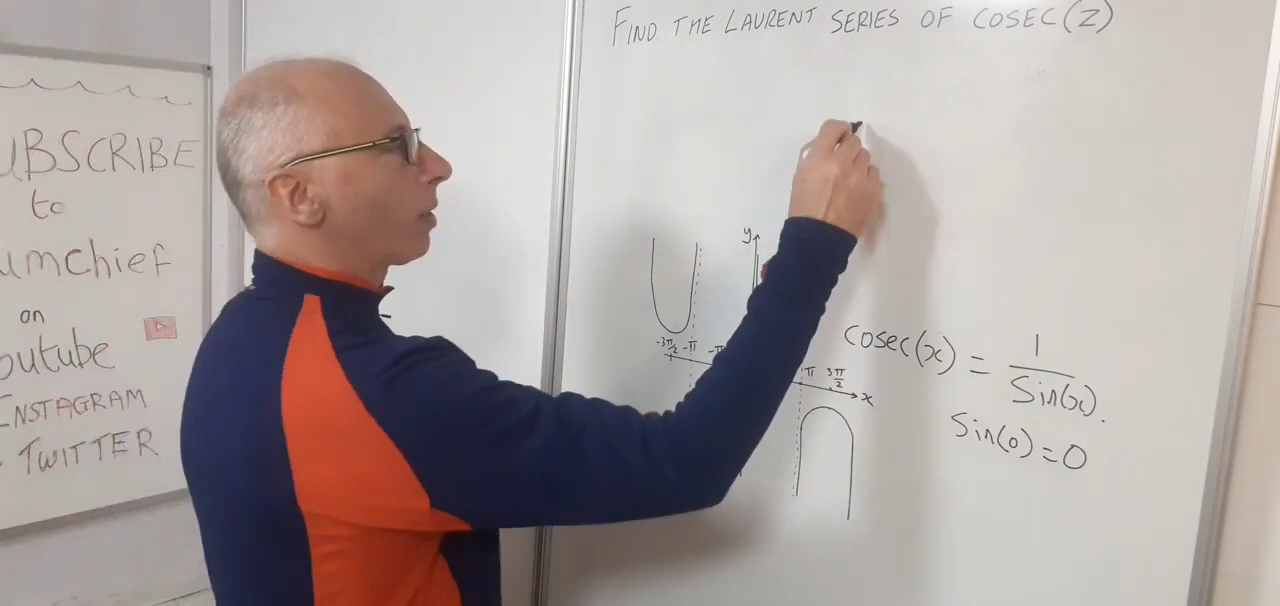 FIND THE LAURENT SERIES OF COSEC(Z)
UBSCRIBE
to
umchief
on
outube
INSTAGRAM
TWITTER
y
-3π/2 -π
π 3π/2
x
cosec(x) = 1/Sin(x).
Sin(0)=0